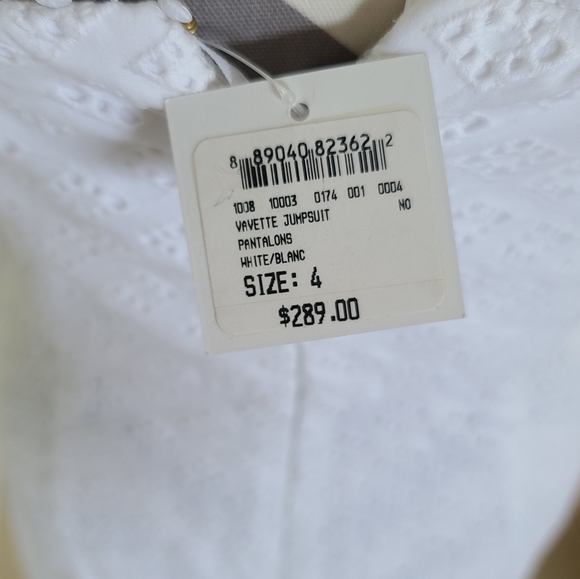 8 89040 82362 2
1008 10003 0174 001 0004
VAVETTE JUMPSUIT NO
PANTALONS
WHITE/BLANC
SIZE: 4
$289.00